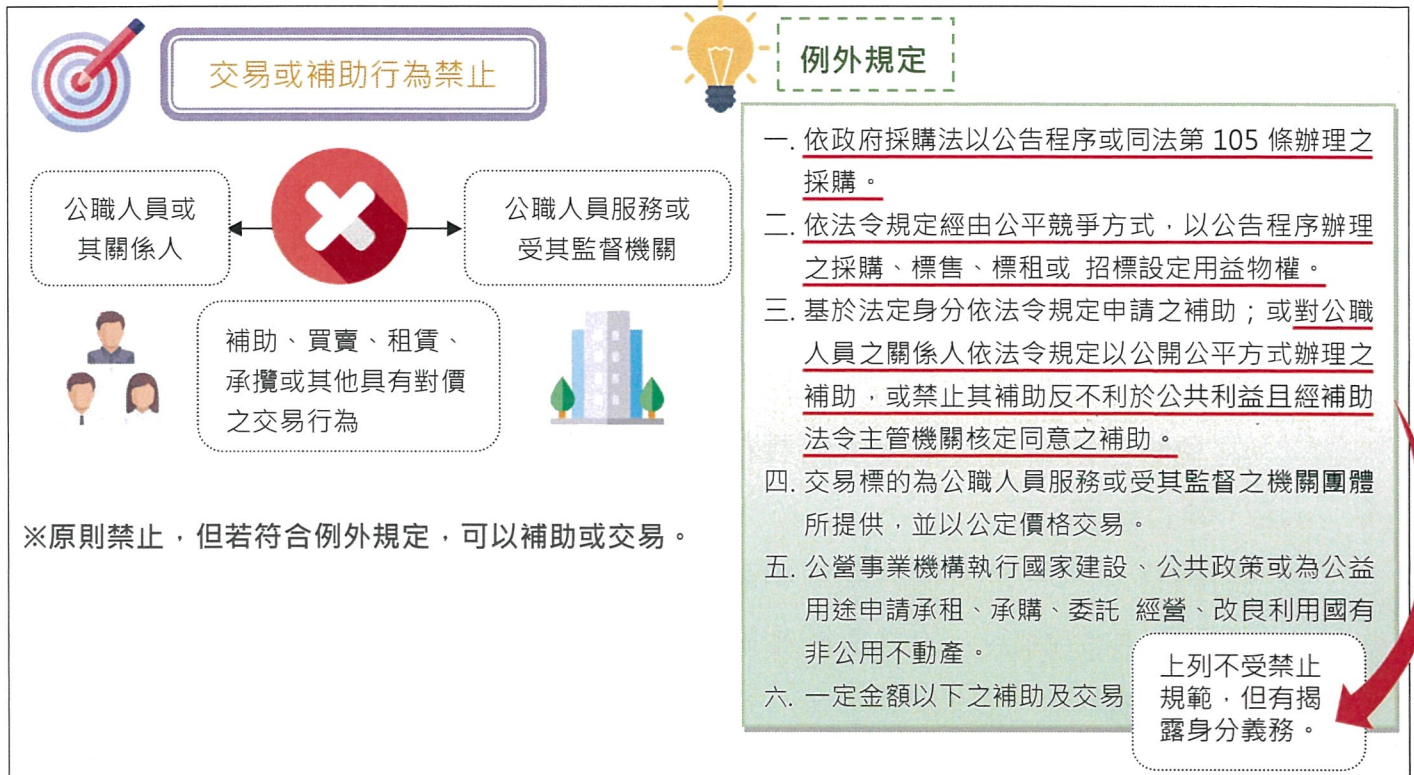 交易或補助行為禁止
公職人員或
其關係人
公職人員服務或
受其監督機關
補助、買賣、租賃、
承攬或其他具有對價
之交易行為
※原則禁止，但若符合例外規定，可以補助或交易。
例外規定
一. 依政府採購法以公告程序或同法第 105 條辦理之
採購。
二. 依法令規定經由公平競爭方式，以公告程序辦理
之採購、標售、標租或 招標設定用益物權。
三. 基於法定身分依法令規定申請之補助；或對公職
人員之關係人依法令規定以公開公平方式辦理之
補助，或禁止其補助反不利於公共利益且經補助
法令主管機關核定同意之補助。
四. 交易標的為公職人員服務或受其監督之機關團體
所提供，並以公定價格交易。
五. 公營事業機構執行國家建設、公共政策或為公益
用途申請承租、承購、委託 經營、改良利用國有
非公用不動產。
六. 一定金額以下之補助及交易
上列不受禁止
規範，但有揭
露身分義務。